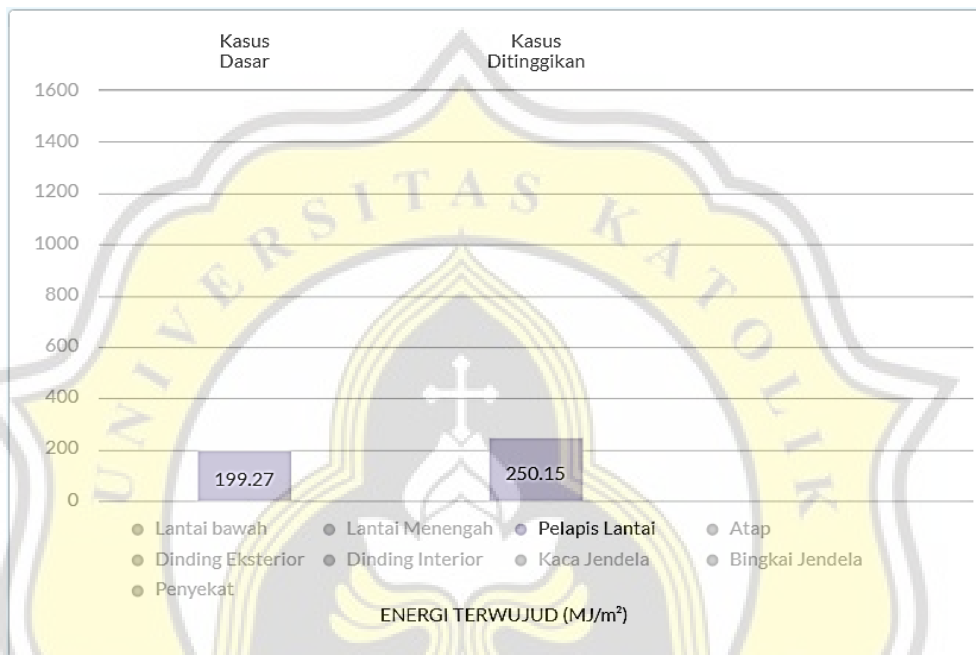 Kasus
Dasar
Kasus
Ditinggikan
1600
1400
1200
1000
800
600
400
200
0
UNIVERSITAS KATOLIK
199.27
250.15
Lantai bawah
Lantai Menengah
Pelapis Lantai
Atap
Dinding Eksterior
Dinding Interior
Kaca Jendela
Bingkai Jendela
Penyekat
ENERGI TERWUJUD (MJ/m²)